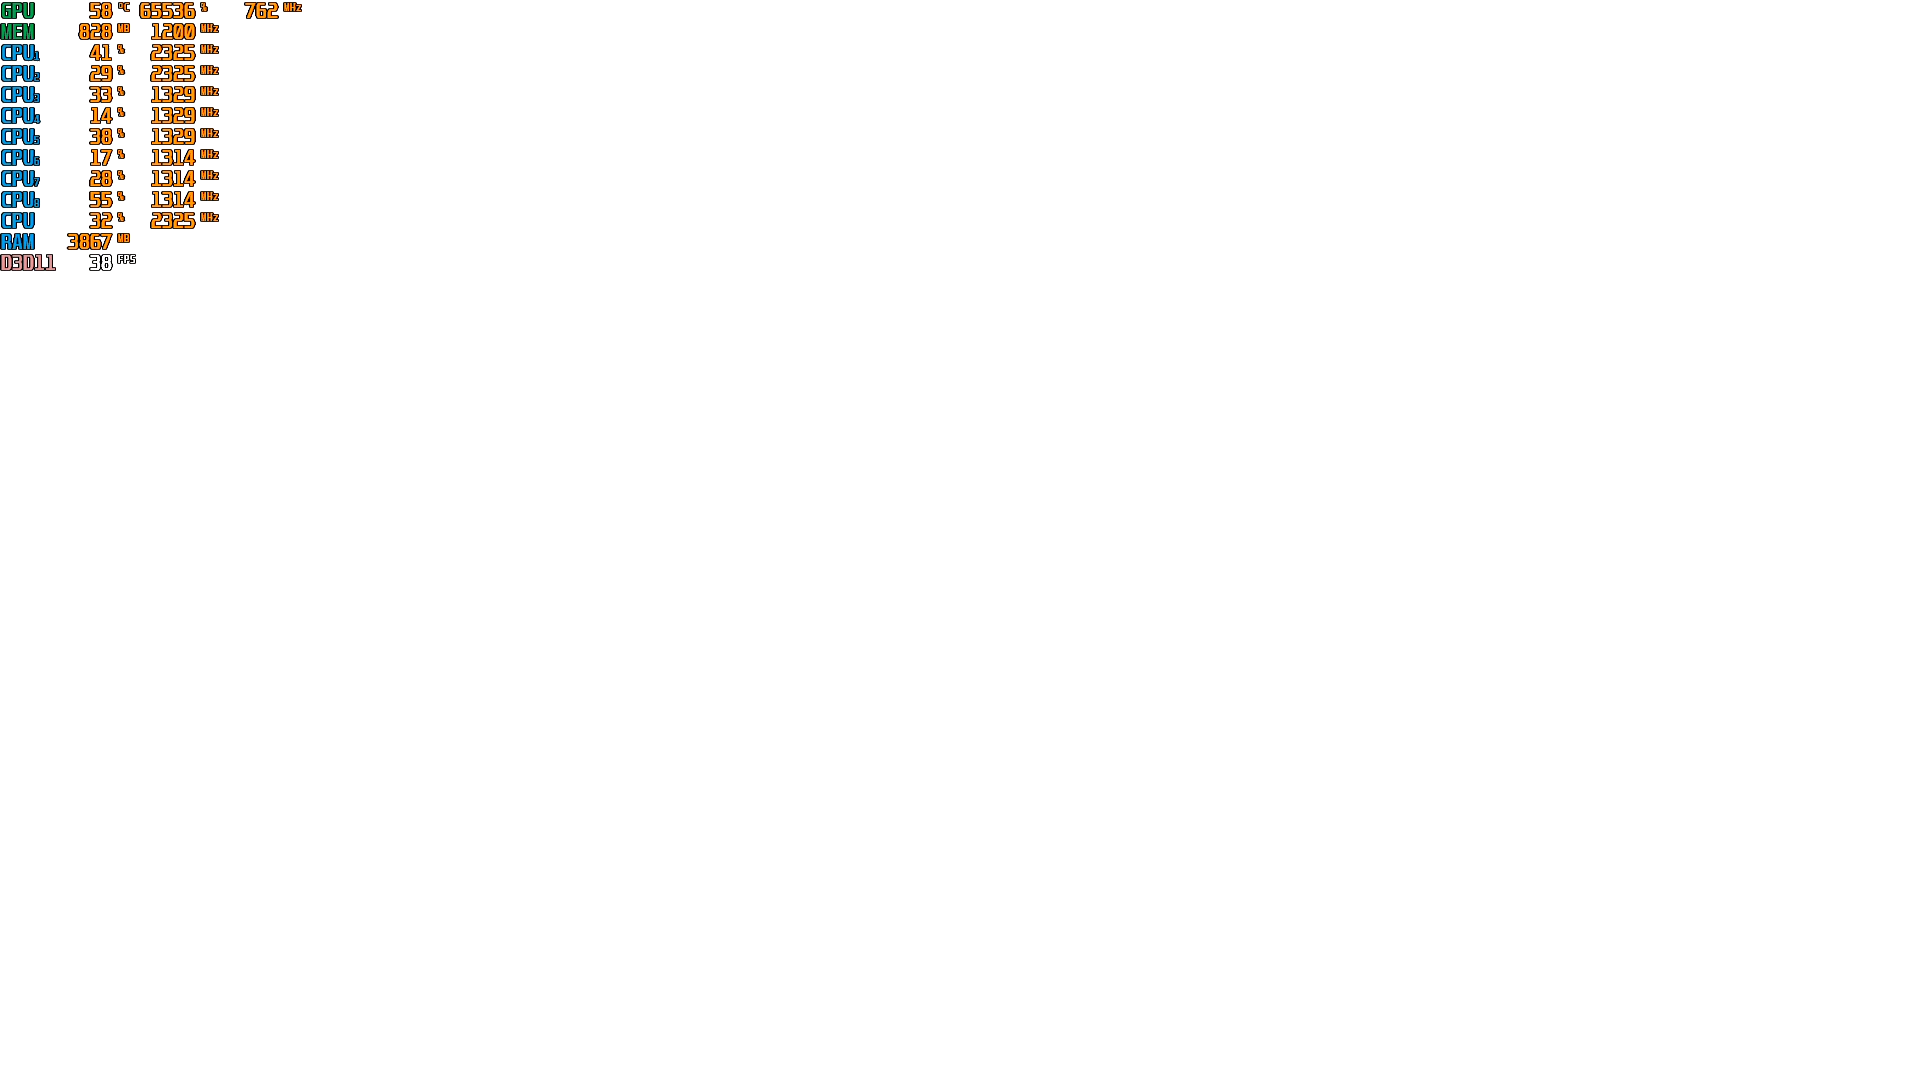 GPU 58 °C 65536 % 762 MHz
MEM 828 MB 1200 MHz
CPU1 41 % 2325 MHz
CPU2 29 % 2325 MHz
CPU3 33 % 1329 MHz
CPU4 14 % 1329 MHz
CPU5 38 % 1329 MHz
CPU6 17 % 1314 MHz
CPU7 28 % 1314 MHz
CPU8 55 % 1314 MHz
CPU 32 % 2325 MHz
RAM 3867 MB
D3D11 38 FPS